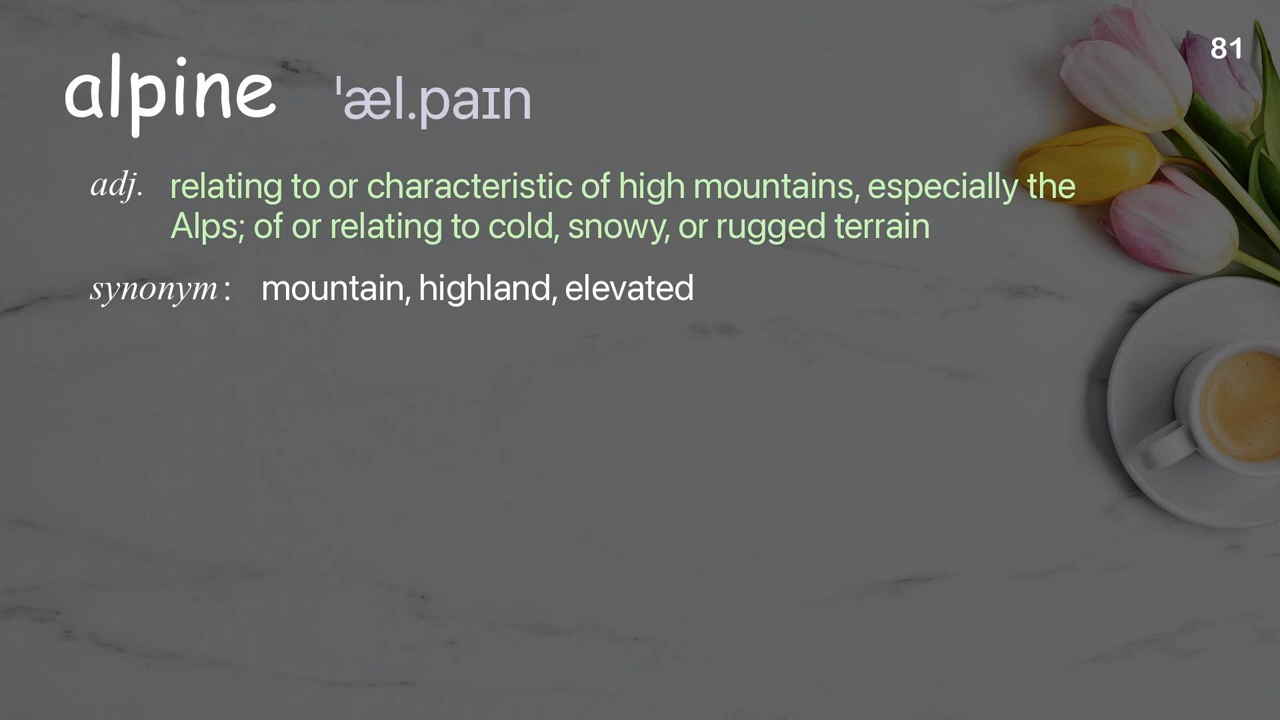 81
alpine ˈæl.paɪn
adj. relating to or characteristic of high mountains, especially the
Alps; of or relating to cold, snowy, or rugged terrain
synonym: mountain, highland, elevated